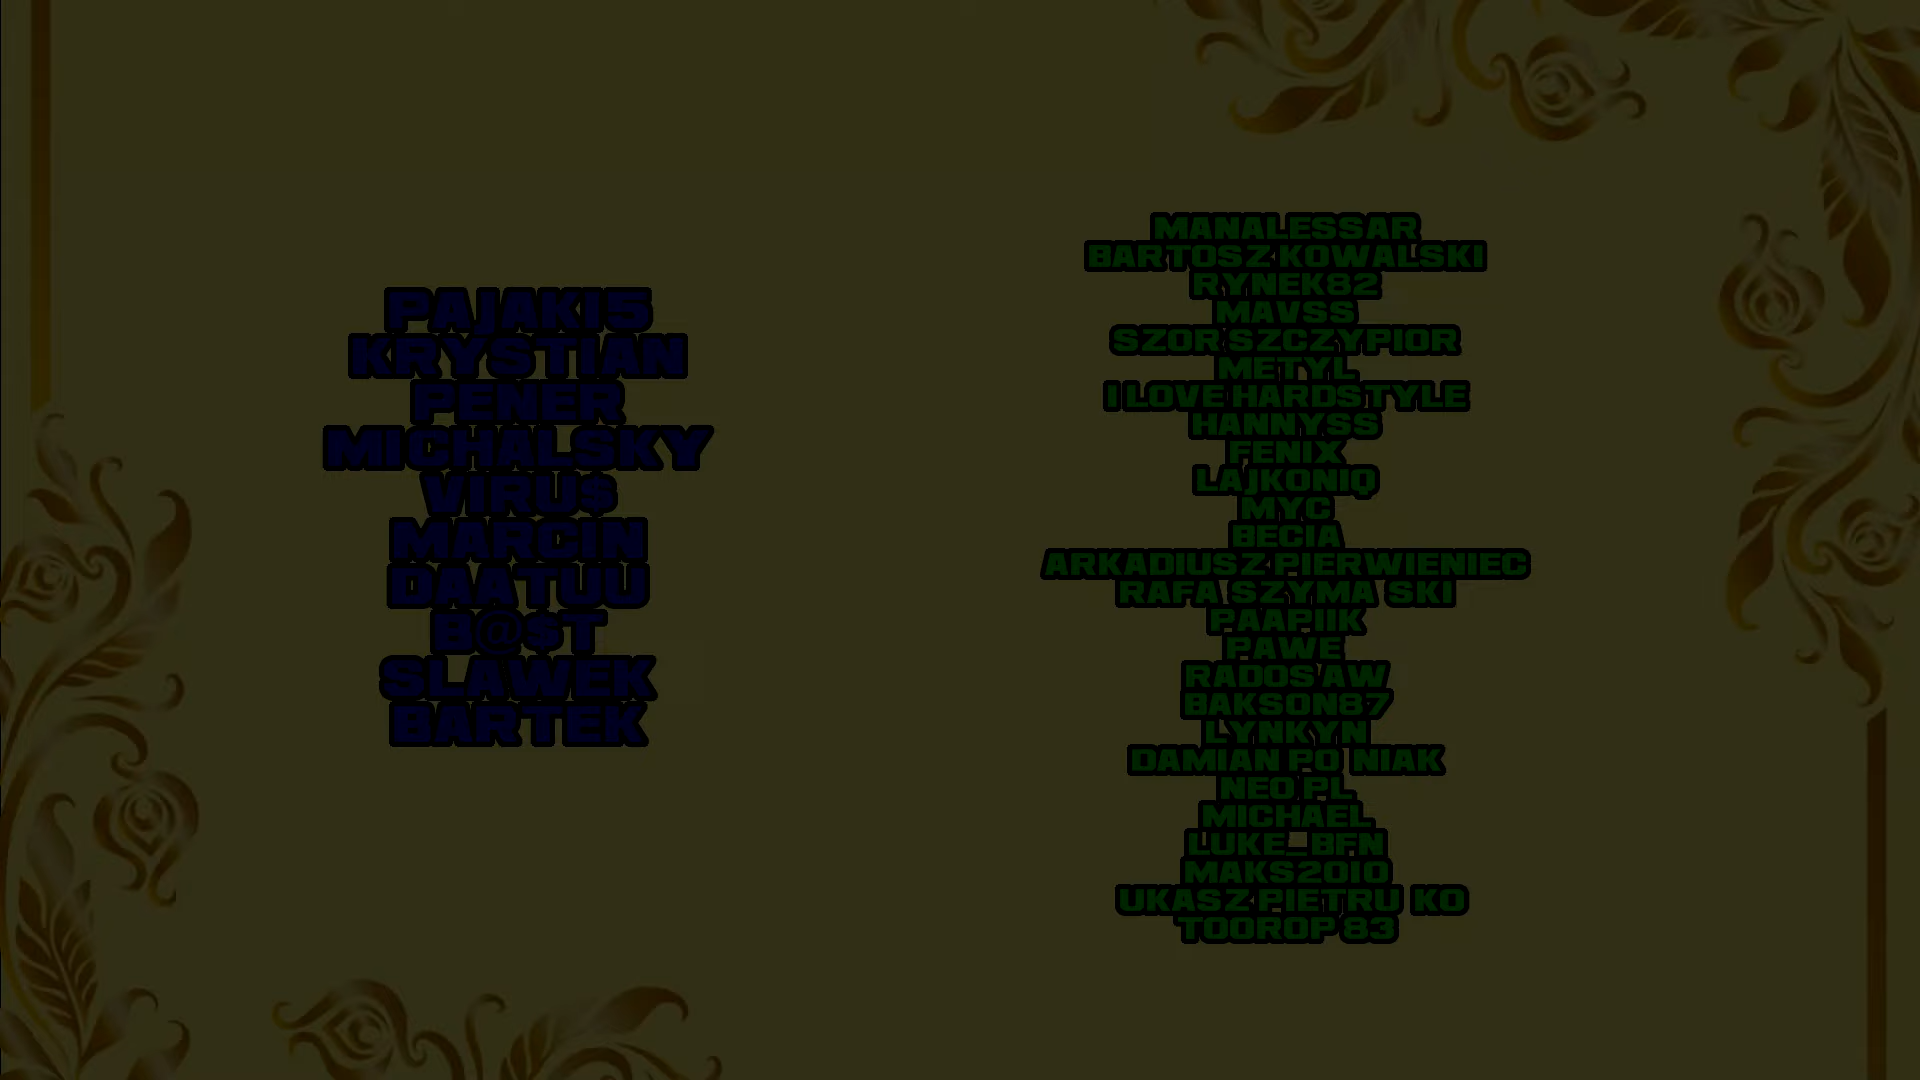 PAJAKI5
KRYSTIAN
PENER
MICHALSKY
VIRU$
MARCIN
DAATUU
B@$T
SLAWEK
BARTEK
MANALESSAR
BARTOSZ KOWALSKI
RYNEK82
MAVSS
SZOR SZCZYPIOR
METYL
I LOVE HARDSTYLE
HANNYSS
FENIX
LAJKONIQ
MYC
BECIA
ARKADIUSZ PIERWIENIEC
RAFA SZYMA SKI
PAAPIIK
PAWE
RADOS AW
BAKSON87
LYNKYN
DAMIAN PO NIAK
NEO PL
MICHAEL
LUKE_BFN
MAKS2010
UKASZ PIETRU KO
TOOROP 83